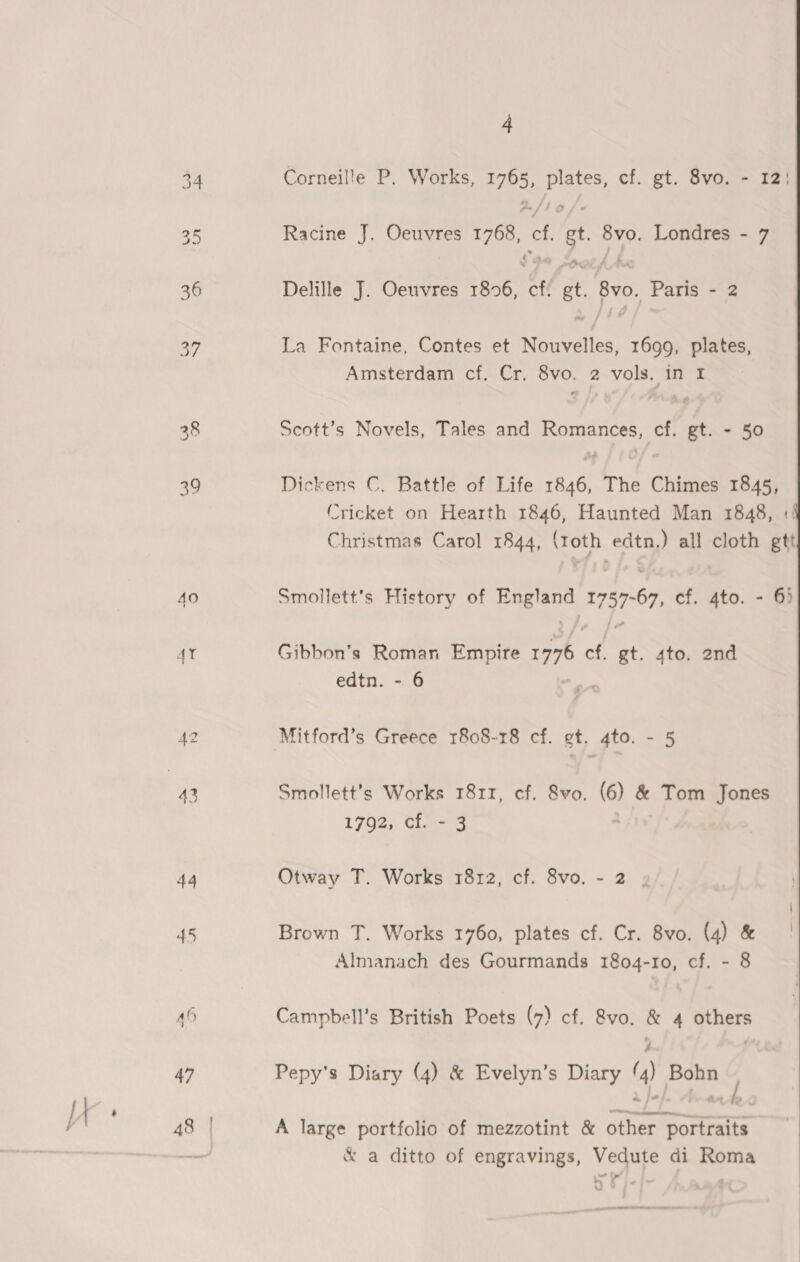 4
34 Corneille P. Works, 1765, plates, cf. gt. 8vo. - 12
2/10/-
35 Racine J. Oeuvres 1768, cf. gt. 8vo. Londres - 7
36 Delille J. Oeuvres 1806, cf. gt. 8vo. Paris - 2
37 La Fontaine, Contes et Nouvelles, 1699, plates,
Amsterdam cf. Cr. 8vo. 2 vols. in 1
38 Scott's Novels, Tales and Romances, cf. gt. - 50
39 Dickens C. Battle of Life 1846, The Chimes 1845,
Cricket on Hearth 1846, Haunted Man 1848,
Christmas Carol 1844, (10th edtn.) all cloth gtt
40 Smollett's History of England 1757-67, cf. 4to. - 6
41 Gibbon's Roman Empire 1776 cf. gt. 4to. 2nd
edtn. - 6
42 Mitford's Greece 1808-18 cf. gt. 4to. - 5
43 Smollett's Works 1811, cf. 8vo. (6) & Tom Jones
1792, cf. - 3
44 Otway T. Works 1812, cf. 8vo. - 2
45 Brown T. Works 1760, plates cf. Cr. 8vo. (4) &
Almanach des Gourmands 1804-10, cf. - 8
46 Campbell's British Poets (7) cf. 8vo. & 4 others
47 Pepy's Diary (4) & Evelyn's Diary (4) Bohn
48 A large portfolio of mezzotint & other portraits
& a ditto of engravings, Vedute di Roma